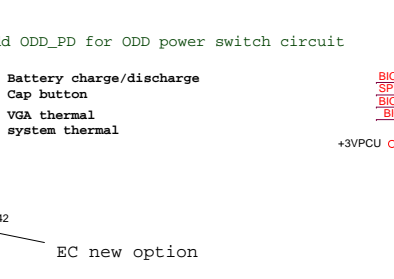 ODD_PD for ODD power switch circuit
Battery charge/discharge
Cap button
VGA thermal
system thermal
+3VPCU
EC new option